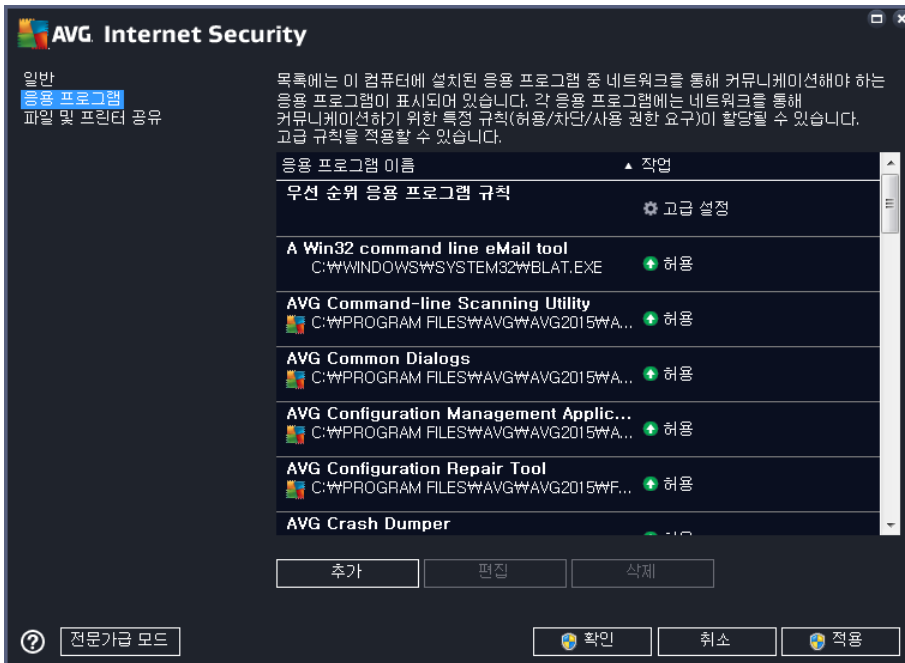 AVG. Internet Security
일반
응용 프로그램
파일 및 프린터 공유
목록에는 이 컴퓨터에 설치된 응용 프로그램 중 네트워크를 통해 커뮤니케이션해야 하는
응용 프로그램이 표시되어 있습니다. 각 응용 프로그램에는 네트워크를 통해
커뮤니케이션하기 위한 특정 규칙(허용/차단/사용 권한 요구)이 할당될 수 있습니다.
고급 규칙을 적용할 수 있습니다.
응용 프로그램 이름 ▲ 작업
우선 순위 응용 프로그램 규칙
고급 설정
A Win32 command line eMail tool
C:₩WINDOWS₩SYSTEM32₩BLAT.EXE 허용
AVG Command-line Scanning Utility
C:₩PROGRAM FILES₩AVG₩AVG2015₩A... 허용
AVG Common Dialogs
C:₩PROGRAM FILES₩AVG₩AVG2015₩A... 허용
AVG Configuration Management Applic...
C:₩PROGRAM FILES₩AVG₩AVG2015₩A... 허용
AVG Configuration Repair Tool
C:₩PROGRAM FILES₩AVG₩AVG2015₩F... 허용
AVG Crash Dumper
추가 편집 삭제
? 전문가급 모드 확인 취소 적용